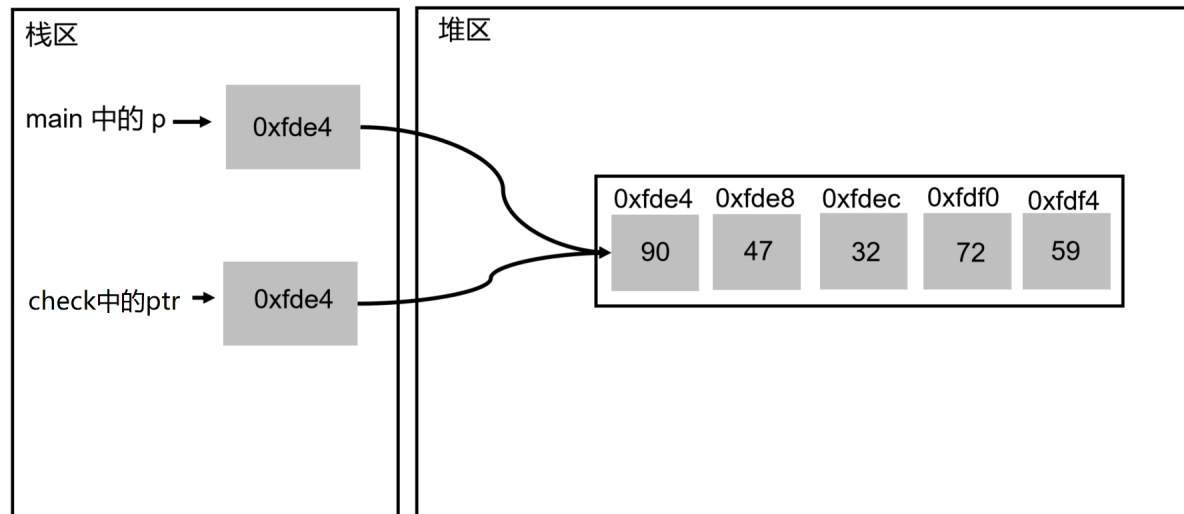 栈区
堆区
main 中的 p
0xfde4
0xfde4 0xfde8 0xfdec 0xfdf0 0xfdf4
90 47 32 72 59
check中的ptr
0xfde4